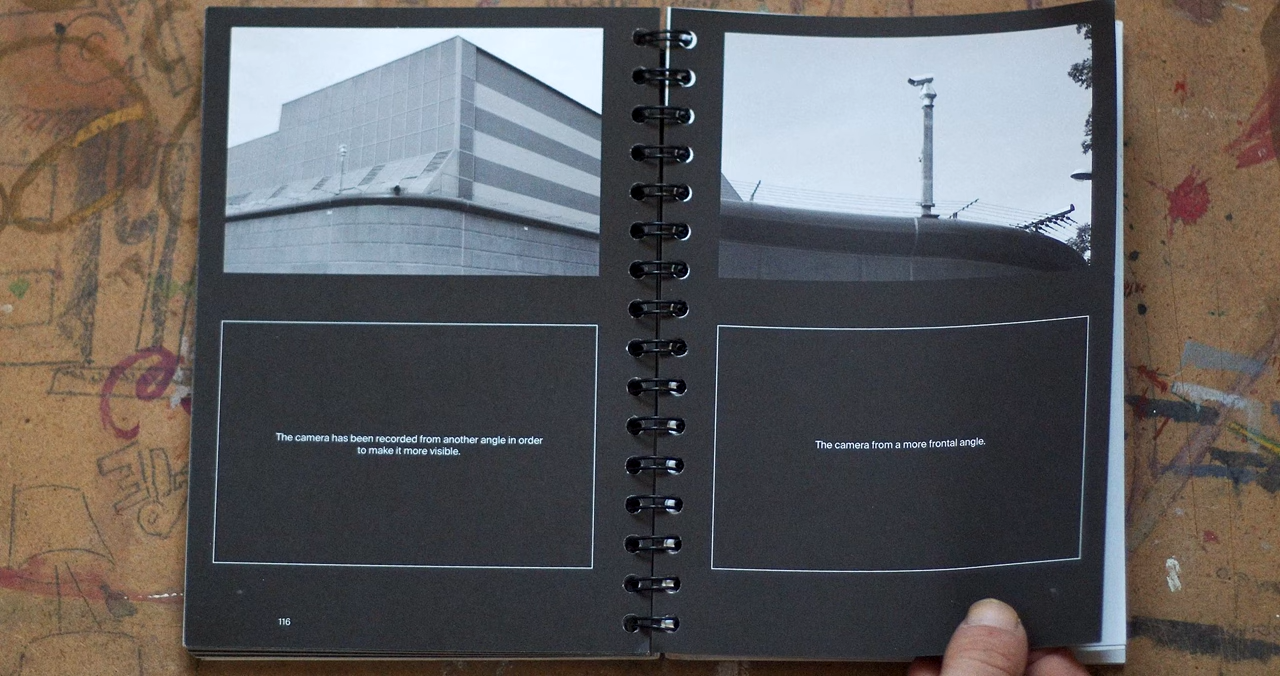 The camera has been recorded from another angle in order
to make it more visible.
116
The camera from a more frontal angle.